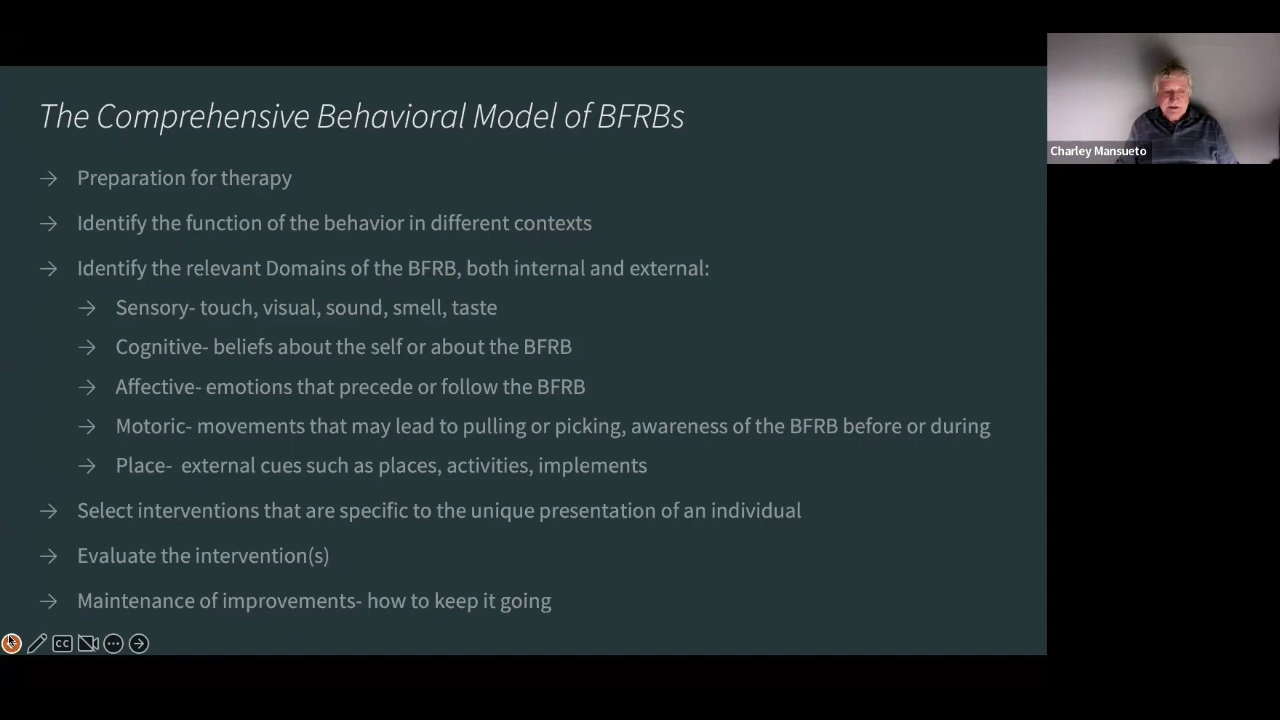 The Comprehensive Behavioral Model of BFRBs
→ Preparation for therapy
→ Identify the function of the behavior in different contexts
→ Identify the relevant Domains of the BFRB, both internal and external:
→ Sensory- touch, visual, sound, smell, taste
→ Cognitive- beliefs about the self or about the BFRB
→ Affective- emotions that precede or follow the BFRB
→ Motoric- movements that may lead to pulling or picking, awareness of the BFRB before or during
→ Place- external cues such as places, activities, implements
→ Select interventions that are specific to the unique presentation of an individual
→ Evaluate the intervention(s)
→ Maintenance of improvements- how to keep it going
CC
Charley Mansueto